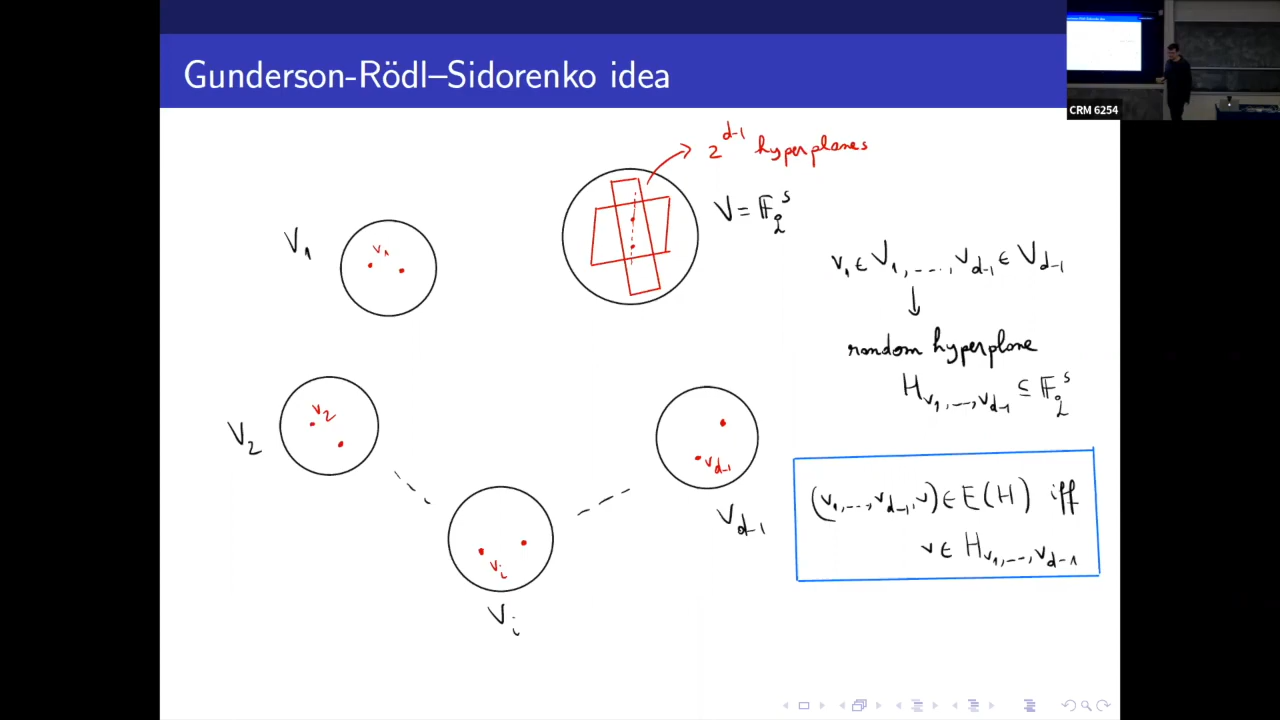 Gunderson-Rödl–Sidorenko idea
CRM 6254
2^{d-1} hyperplanes
V = 𝔽_q^s
V_1
v_1
v_1 ∈ V_1, ..., v_{d-1} ∈ V_{d-1}
↓
random hyperplane
H_{v_1, ..., v_{d-1}} ⊆ 𝔽_q^s
V_2
v_2
v_i
V_i
v_{d-1}
V_{d-1}
(v_1, ..., v_{d-1}, v) ∈ E(H) iff
v ∈ H_{v_1, ..., v_{d-1}}